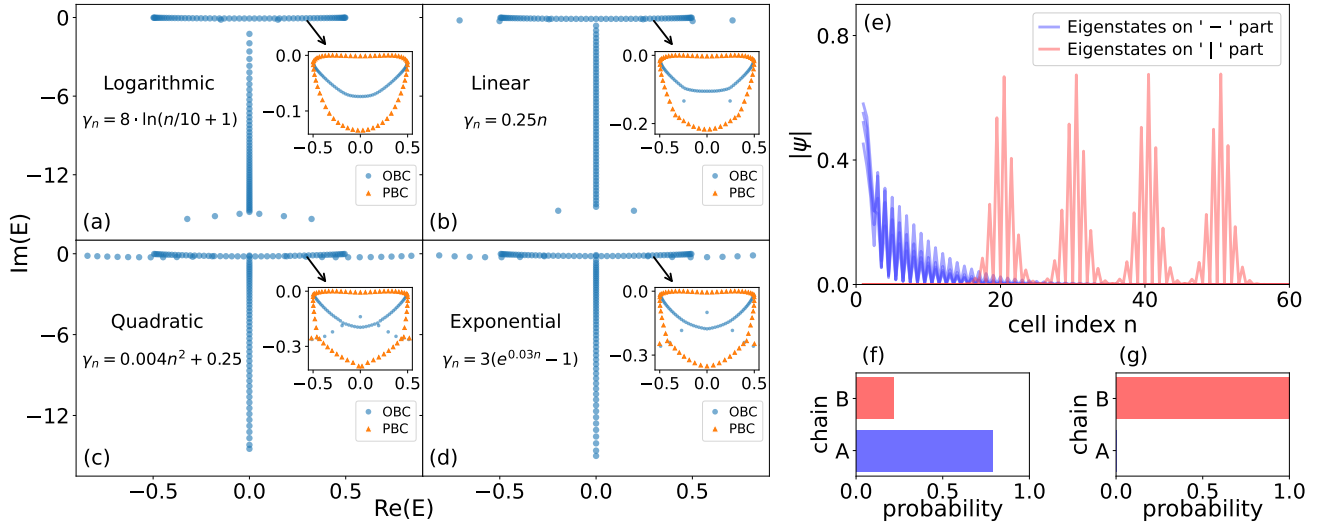 0
−6
−12
Im(E)
Logarithmic
γn = 8 · ln(n/10 + 1)
0.0
−0.1
−0.5 0.0 0.5
OBC
PBC
(a)
Linear
γn = 0.25n
0.0
−0.2
−0.5 0.0 0.5
OBC
PBC
(b)
0
−6
−12
Quadratic
γn = 0.004n² + 0.25
0.0
−0.3
−0.5 0.0 0.5
OBC
PBC
(c)
−0.5 0.0 0.5
Exponential
γn = 3(e^0.03n − 1)
0.0
−0.3
−0.5 0.0 0.5
OBC
PBC
(d)
−0.5 0.0 0.5
Re(E)
(e)
Eigenstates on ' − ' part
Eigenstates on ' | ' part
0.8
0.4
0.0
|ψ|
0 20 40 60
cell index n
(f)
chain
B
A
0.0 0.5 1.0
probability
(g)
chain
B
A
0.0 0.5 1.0
probability